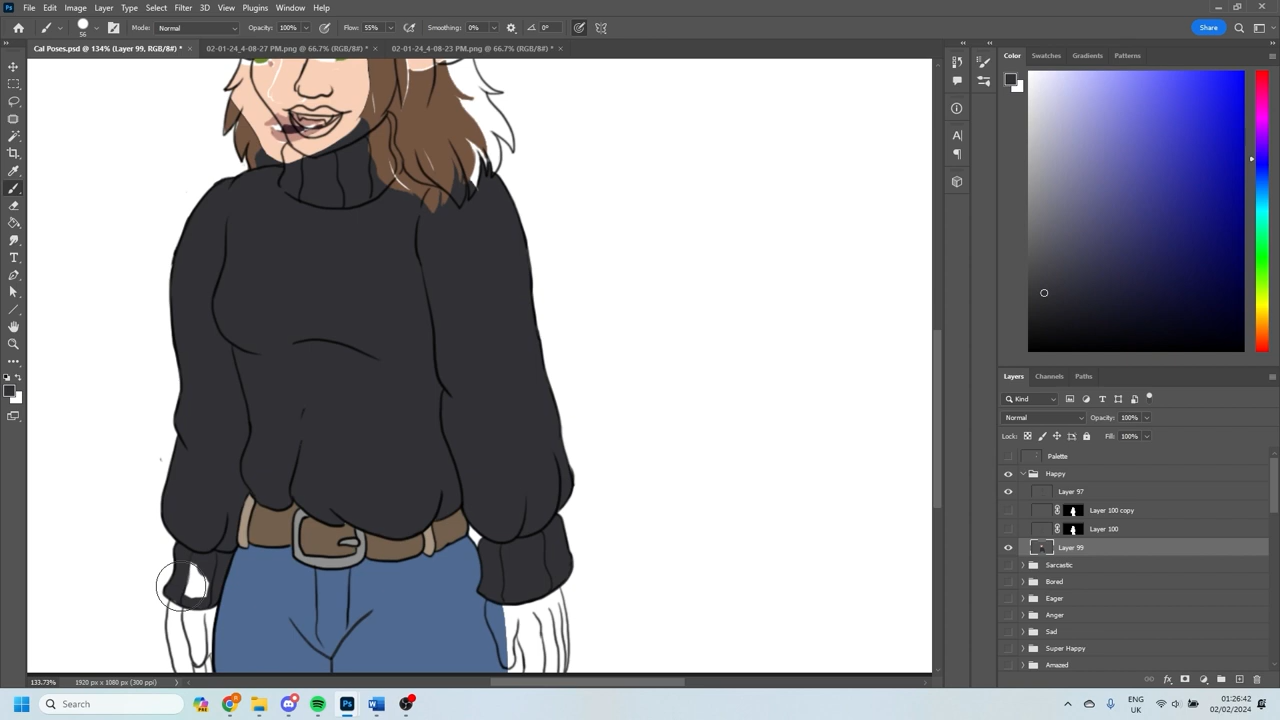 File Edit Image Layer Type Select Filter 3D View Plugins Window Help
56 Mode: Normal Opacity: 100% Flow: 55% Smoothing: 0% 0° Share
Cal Poses.psd @ 134% (Layer 99, RGB/8#) * × 02-01-24_4-08-27 PM.png @ 66.7% (RGB/8#) * × 02-01-24_4-08-23 PM.png @ 66.7% (RGB/8#) * ×
Color Swatches Gradients Patterns
Layers Channels Paths
Kind
Normal Opacity: 100%
Lock: Fill: 100%
Palette
Happy
Layer 97
Layer 100 copy
Layer 100
Layer 99
Sarcastic
Bored
Eager
Anger
Sad
Super Happy
Amazed
133.73% 1920 px x 1080 px (300 ppi)
Search
ENG
UK
01:26:42
02/02/2024